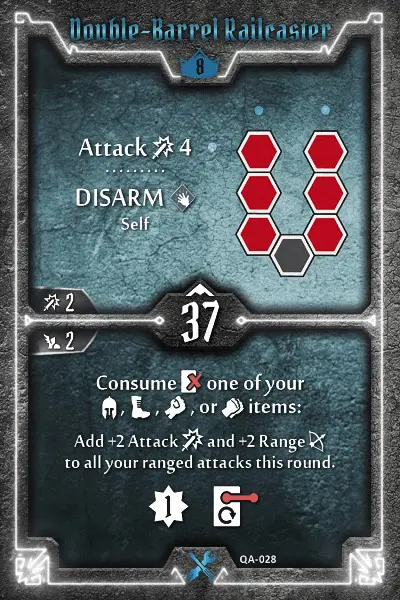 Double-Barrel Railcaster
8
Attack 4
DISARM
Self
2
37
2
Consume one of your
, , , or items:
Add +2 Attack and +2 Range
to all your ranged attacks this round.
1
QA-028